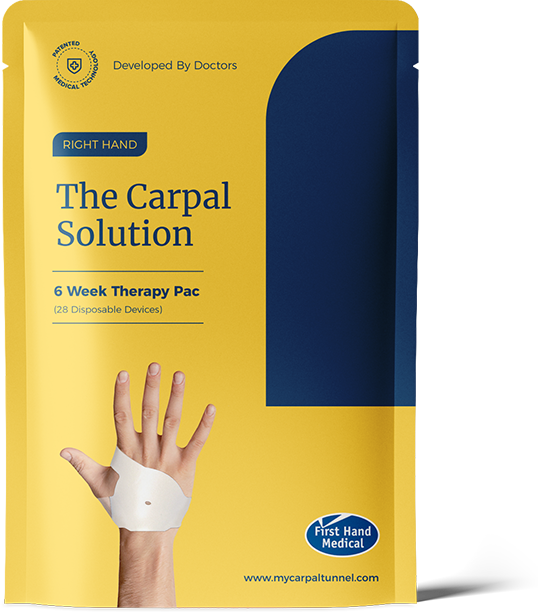 PATENTED
MEDICAL TECHNOLOGY
Developed By Doctors
RIGHT HAND
The Carpal
Solution
6 Week Therapy Pac
(28 Disposable Devices)
First Hand
Medical
www.mycarpaltunnel.com